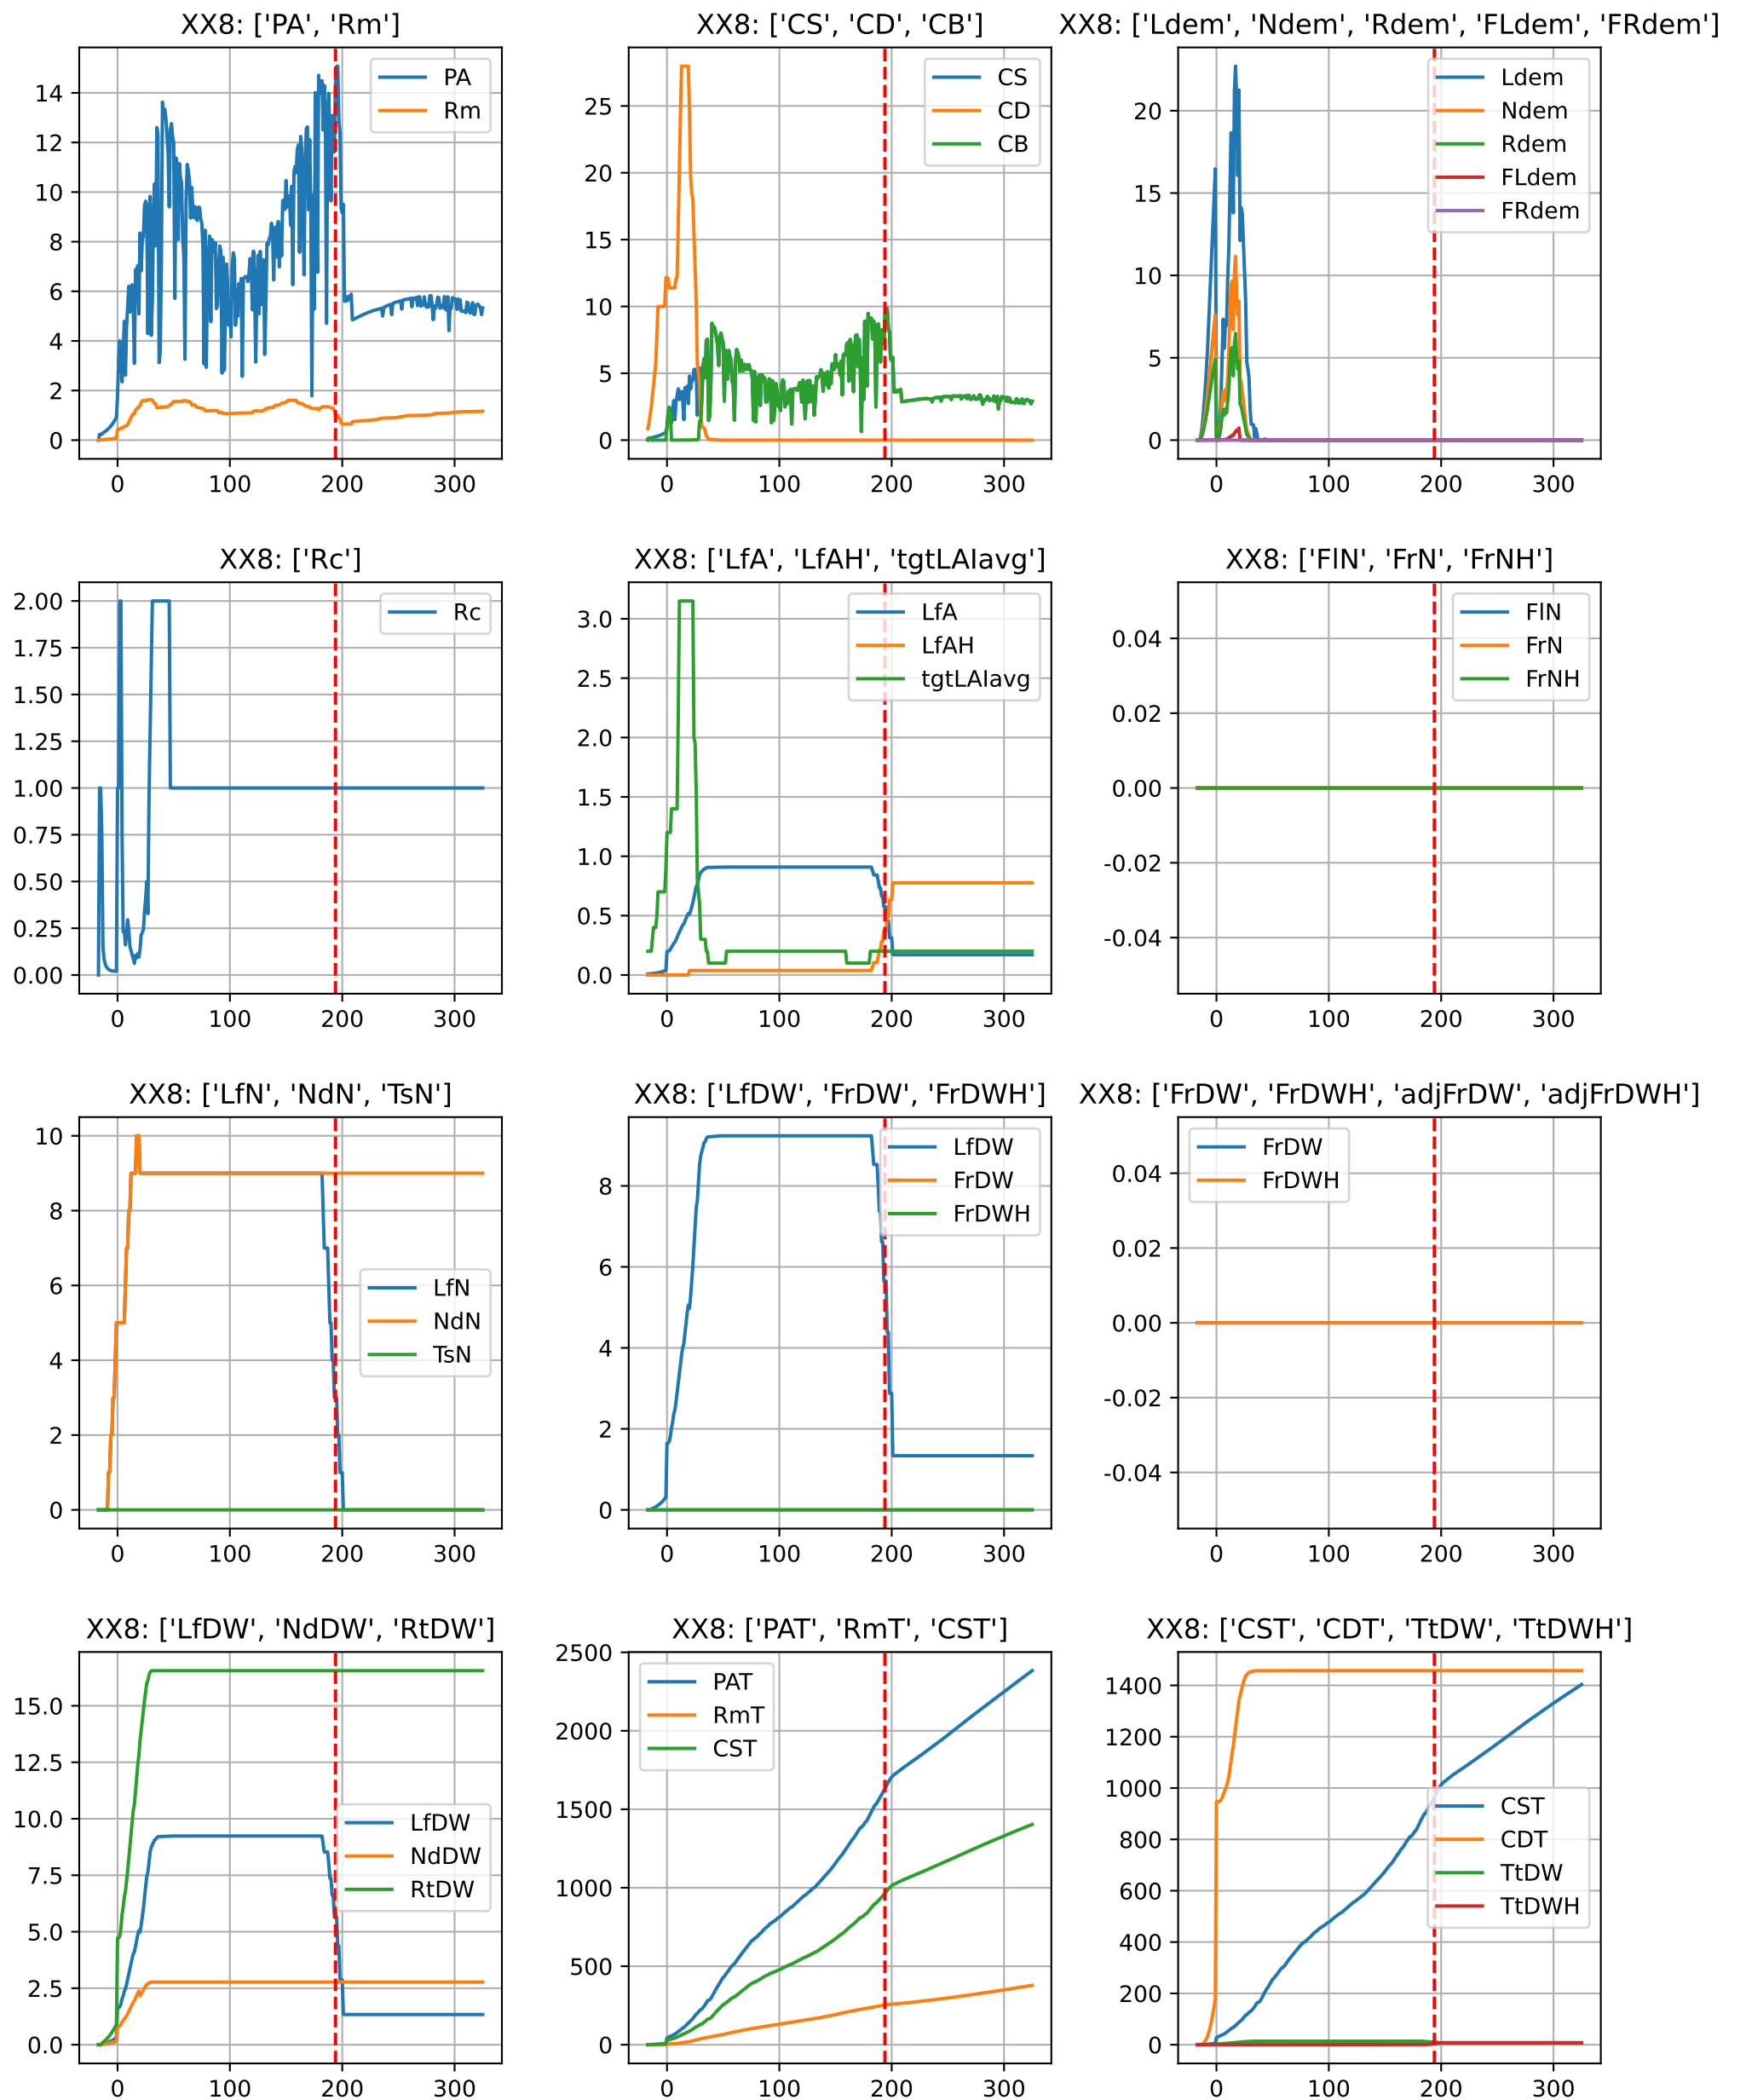 XX8: ['PA', 'Rm']
PA
Rm
14
12
10
8
6
4
2
0
0 100 200 300
XX8: ['CS', 'CD', 'CB']
CS
CD
CB
25
20
15
10
5
0
0 100 200 300
XX8: ['Ldem', 'Ndem', 'Rdem', 'FLdem', 'FRdem']
Ldem
Ndem
Rdem
FLdem
FRdem
20
15
10
5
0
0 100 200 300
XX8: ['Rc']
Rc
2.00
1.75
1.50
1.25
1.00
0.75
0.50
0.25
0.00
0 100 200 300
XX8: ['LfA', 'LfAH', 'tgtLAIavg']
LfA
LfAH
tgtLAIavg
3.0
2.5
2.0
1.5
1.0
0.5
0.0
0 100 200 300
XX8: ['FlN', 'FrN', 'FrNH']
FlN
FrN
FrNH
0.04
0.02
0.00
-0.02
-0.04
0 100 200 300
XX8: ['LfN', 'NdN', 'TsN']
LfN
NdN
TsN
10
8
6
4
2
0
0 100 200 300
XX8: ['LfDW', 'FrDW', 'FrDWH']
LfDW
FrDW
FrDWH
8
6
4
2
0
0 100 200 300
XX8: ['FrDW', 'FrDWH', 'adjFrDW', 'adjFrDWH']
FrDW
FrDWH
0.04
0.02
0.00
-0.02
-0.04
0 100 200 300
XX8: ['LfDW', 'NdDW', 'RtDW']
LfDW
NdDW
RtDW
15.0
12.5
10.0
7.5
5.0
2.5
0.0
0 100 200 300
XX8: ['PAT', 'RmT', 'CST']
PAT
RmT
CST
2500
2000
1500
1000
500
0
0 100 200 300
XX8: ['CST', 'CDT', 'TtDW', 'TtDWH']
CST
CDT
TtDW
TtDWH
1400
1200
1000
800
600
400
200
0
0 100 200 300